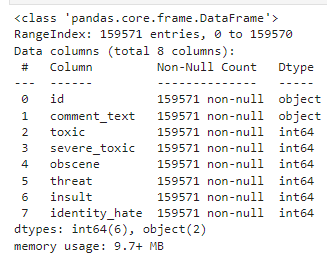 <class 'pandas.core.frame.DataFrame'>
RangeIndex: 159571 entries, 0 to 159570
Data columns (total 8 columns):
 #   Column         Non-Null Count   Dtype
---  ------         --------------   -----
 0   id             159571 non-null  object
 1   comment_text   159571 non-null  object
 2   toxic          159571 non-null  int64
 3   severe_toxic   159571 non-null  int64
 4   obscene        159571 non-null  int64
 5   threat         159571 non-null  int64
 6   insult         159571 non-null  int64
 7   identity_hate  159571 non-null  int64
dtypes: int64(6), object(2)
memory usage: 9.7+ MB